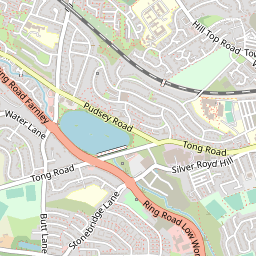 Hill Top Road
Tow
Ring Road Farnley
Pudsey Road
Water Lane
Tong Road
Silver Royd Hill
Tong Road
Butt Lane
Stonebridge Lane
Ring Road Low Wor